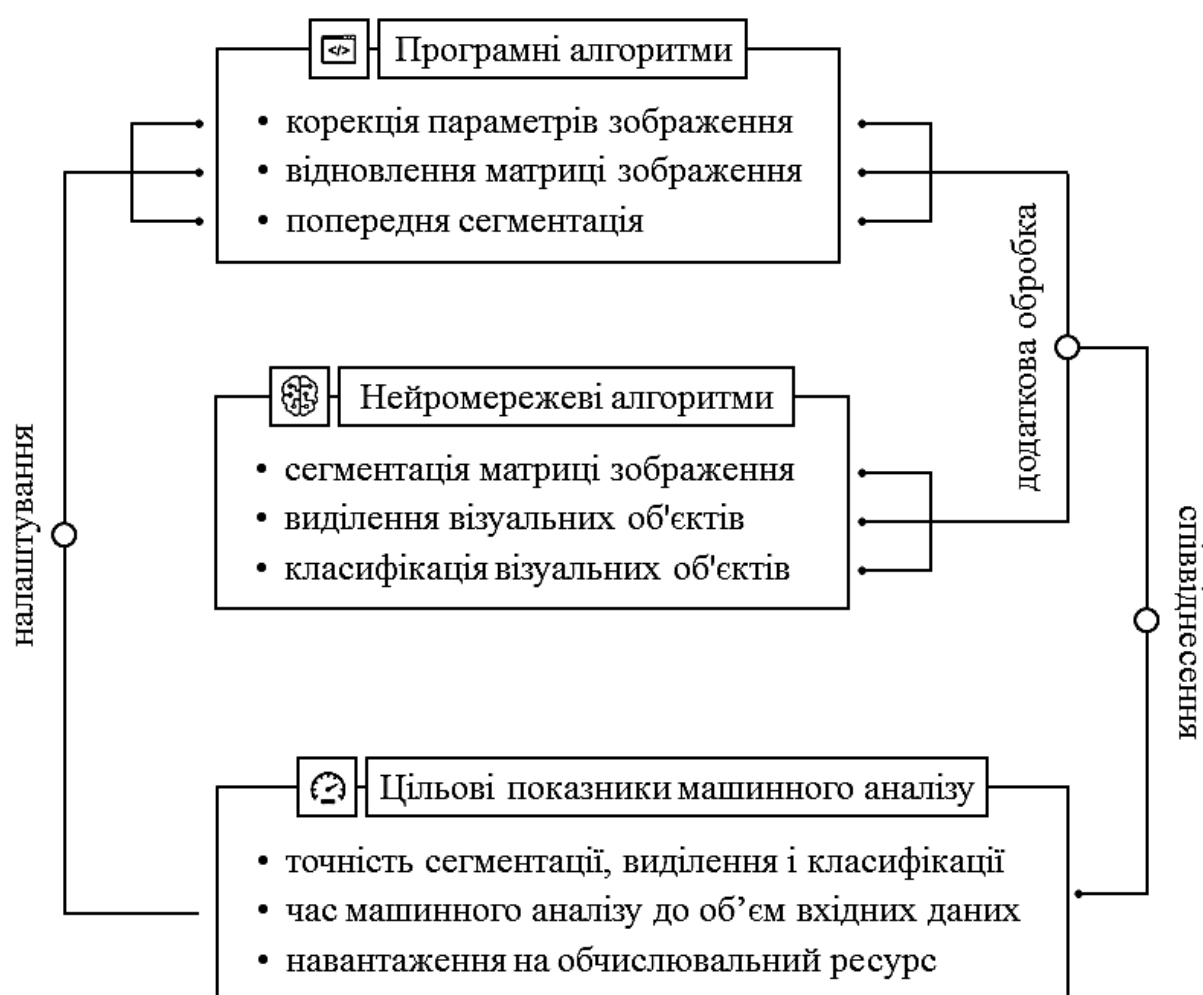 Програмні алгоритми
• корекція параметрів зображення
• відновлення матриці зображення
• попередня сегментація
додаткова обробка
Нейромережеві алгоритми
• сегментація матриці зображення
• виділення візуальних об'єктів
• класифікація візуальних об'єктів
налаштування
співвіднесення
Цільові показники машинного аналізу
• точність сегментації, виділення і класифікації
• час машинного аналізу до об’єм вхідних даних
• навантаження на обчислювальний ресурс